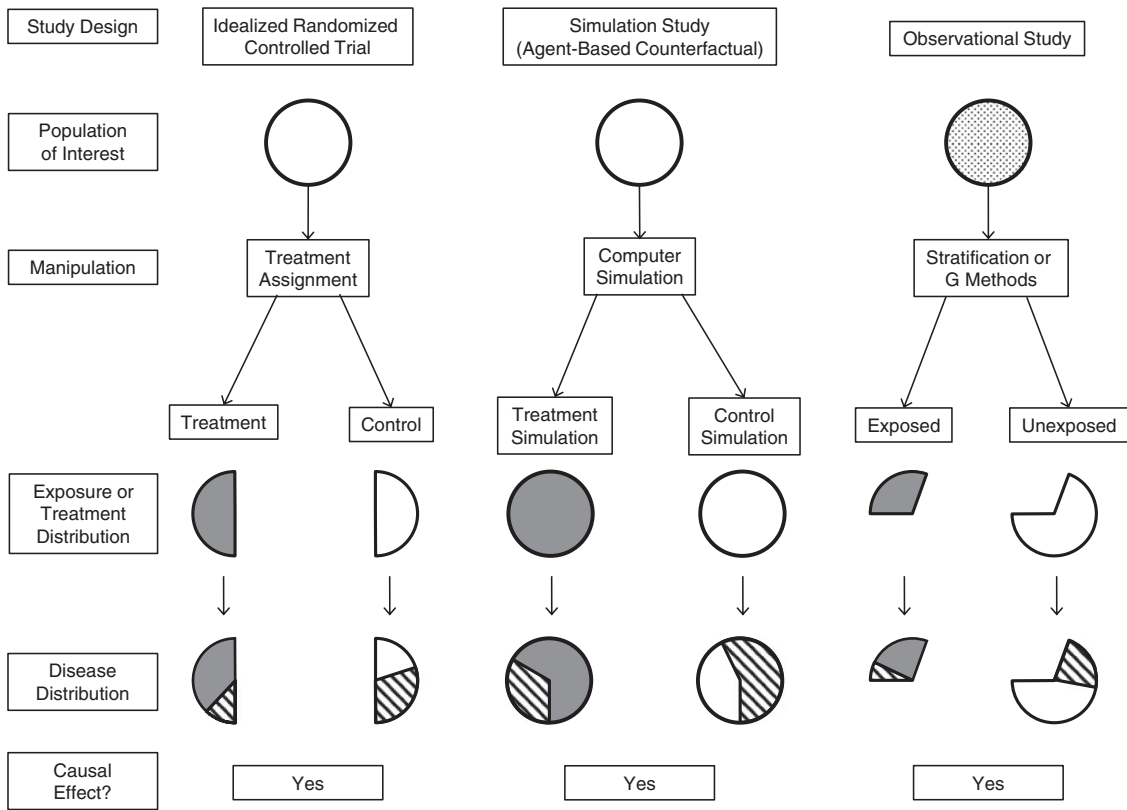 Study Design
Idealized Randomized
Controlled Trial
Simulation Study
(Agent-Based Counterfactual)
Observational Study
Population
of Interest
Manipulation
Treatment
Assignment
Computer
Simulation
Stratification or
G Methods
Treatment
Control
Treatment
Simulation
Control
Simulation
Exposed
Unexposed
Exposure or
Treatment
Distribution
Disease
Distribution
Causal
Effect?
Yes
Yes
Yes